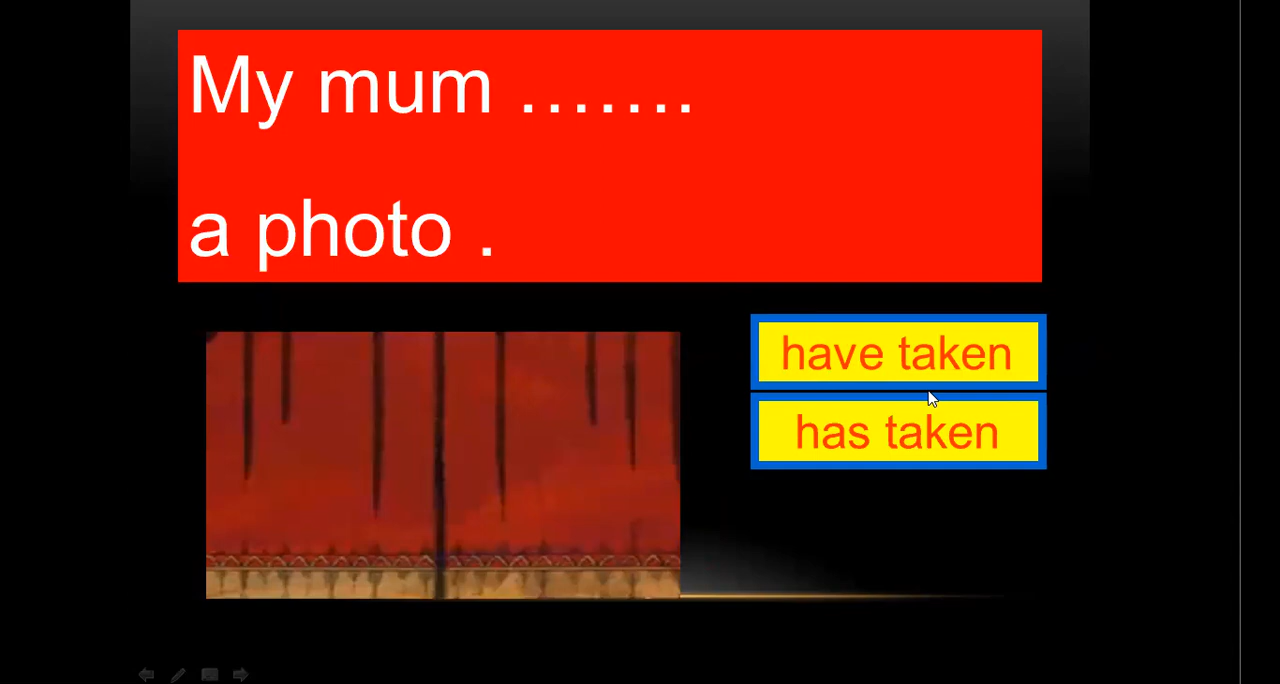 My mum .......
a photo .
have taken
has taken